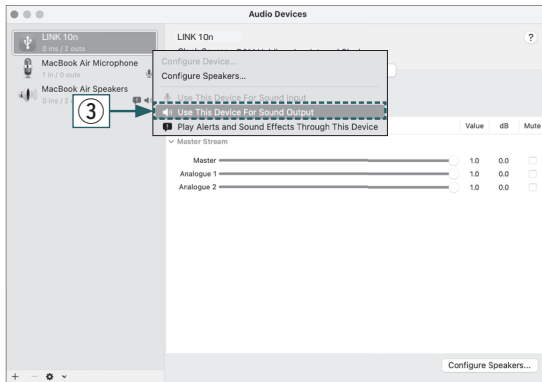 Audio Devices
LINK 10n
0 ins / 2 outs
MacBook Air Microphone
1 in / 0 outs
MacBook Air Speakers
0 ins / 2
LINK 10n
?
Configure Device...
Configure Speakers...
Use This Device For Sound Input
Use This Device For Sound Output
Play Alerts and Sound Effects Through This Device
3
Value dB Mute
Master Stream
Master 1.0 0.0
Analogue 1 1.0 0.0
Analogue 2 1.0 0.0
Configure Speakers...